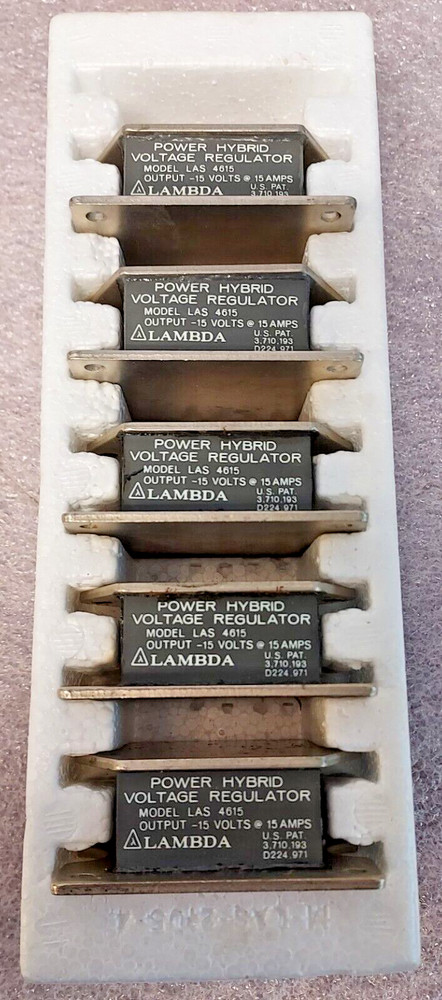 POWER HYBRID
VOLTAGE REGULATOR
MODEL LAS 4615
OUTPUT -15 VOLTS @ 15 AMPS
LAMBDA
U.S. PAT.
3,710,193
POWER HYBRID
VOLTAGE REGULATOR
MODEL LAS 4615
OUTPUT -15 VOLTS @ 15 AMPS
LAMBDA
U.S. PAT.
3,710,193
D224,971
POWER HYBRID
VOLTAGE REGULATOR
MODEL LAS 4615
OUTPUT -15 VOLTS @ 15 AMPS
LAMBDA
U.S. PAT.
3,710,193
D224,971
POWER HYBRID
VOLTAGE REGULATOR
MODEL LAS 4615
OUTPUT -15 VOLTS @ 15 AMPS
LAMBDA
U.S. PAT.
3,710,193
D224,971
POWER HYBRID
VOLTAGE REGULATOR
MODEL LAS 4615
OUTPUT -15 VOLTS @ 15 AMPS
LAMBDA
U.S. PAT.
3,710,193
D224,971